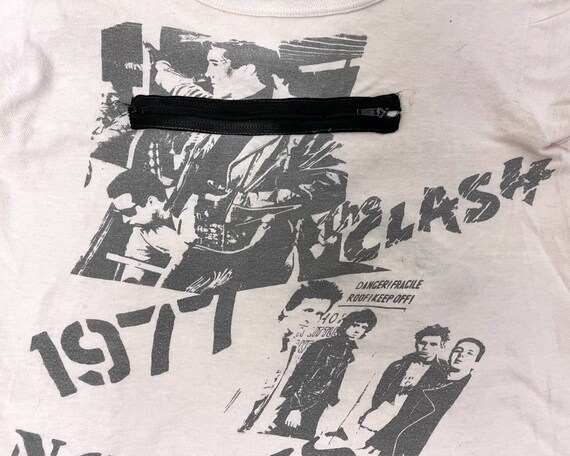 The CLASH
1977
DANGER! FRAGILE
ROOF! KEEP OFF!